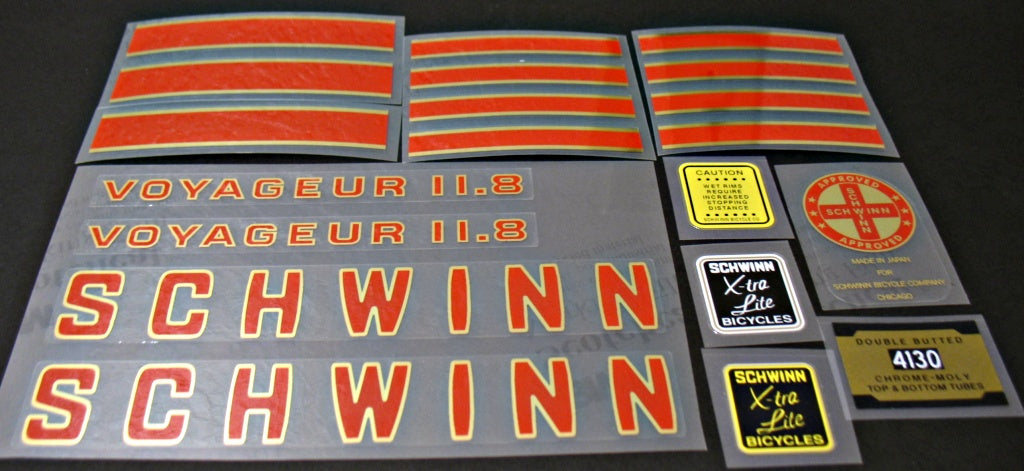 VOYAGEUR 11.8
VOYAGEUR 11.8
SCHWINN
SCHWINN
CAUTION
WET RIMS
REQUIRE
INCREASED
STOPPING
DISTANCE
SCHWINN BICYCLE CO.
SCHWINN
X-tra
Lite
BICYCLES
SCHWINN
X-tra
Lite
BICYCLES
APPROVED
SCHWINN
SCHWINN
APPROVED
MADE IN JAPAN
FOR
SCHWINN BICYCLE COMPANY
CHICAGO
DOUBLE BUTTED
4130
CHROME-MOLY
TOP & BOTTOM TUBES